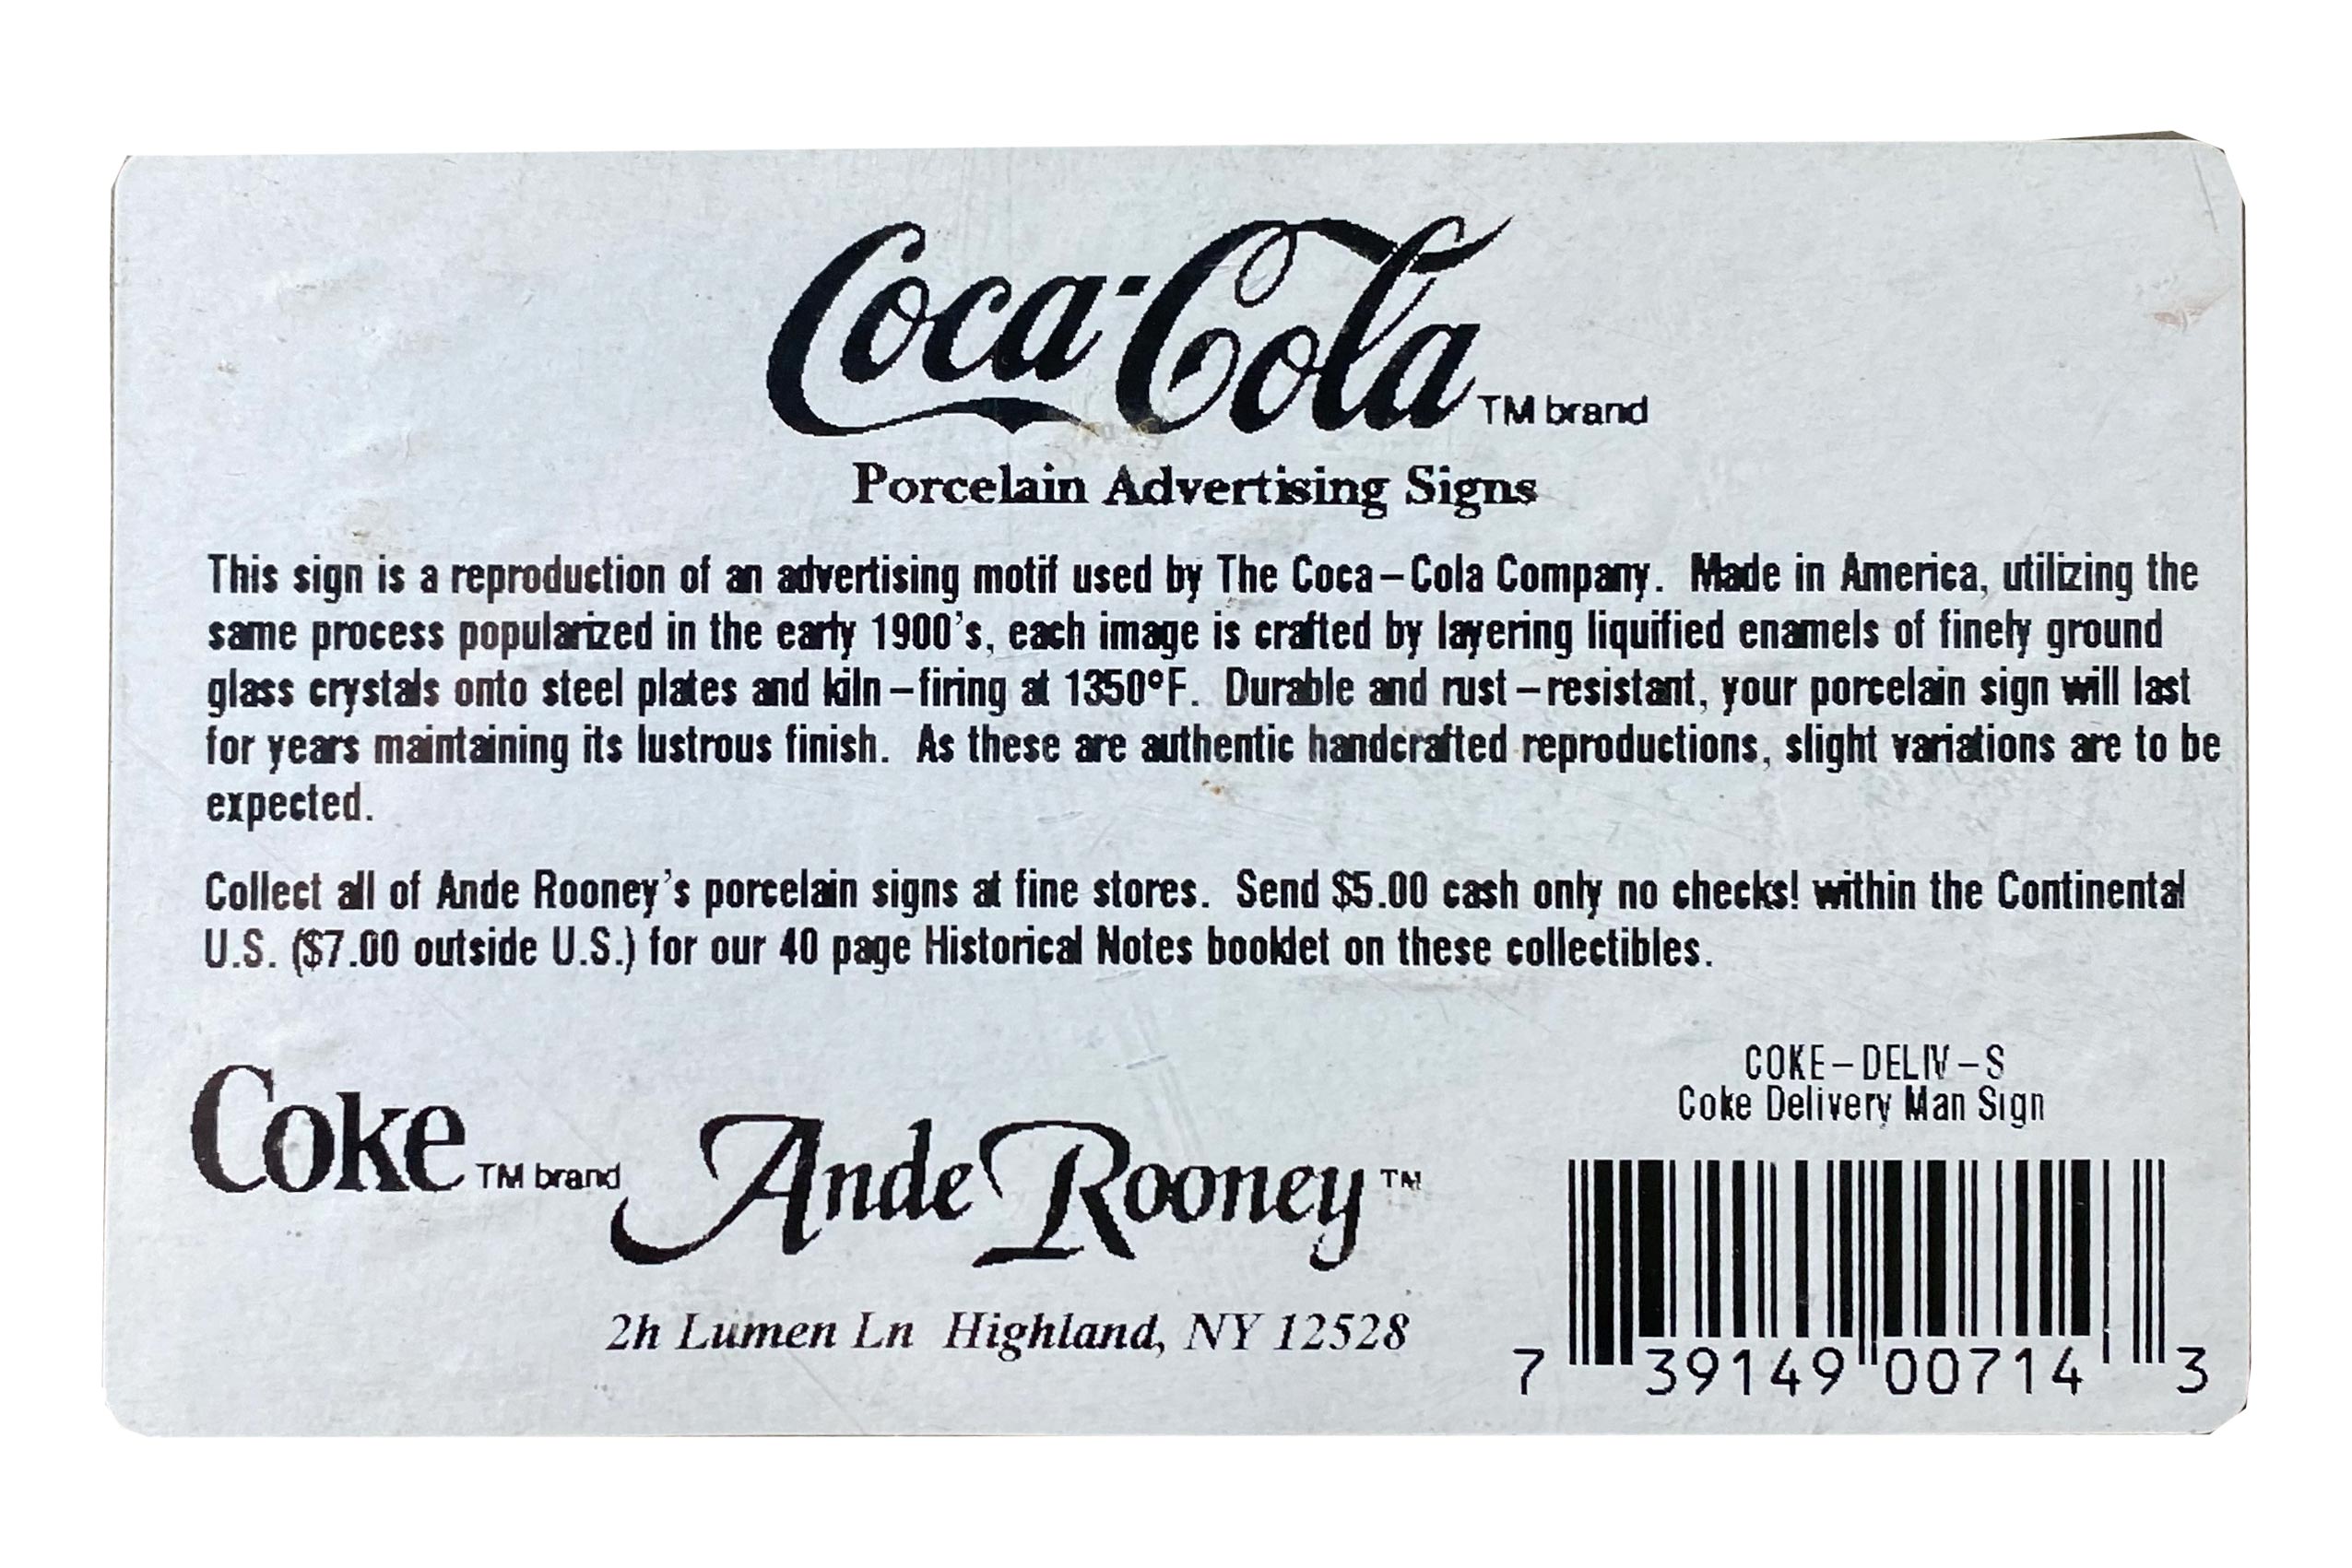 Coca-Cola TM brand
Porcelain Advertising Signs
This sign is a reproduction of an advertising motif used by The Coca-Cola Company. Made in America, utilizing the
same process popularized in the early 1900's, each image is crafted by layering liquified enamels of finely ground
glass crystals onto steel plates and kiln-firing at 1350°F. Durable and rust-resistant, your porcelain sign will last
for years maintaining its lustrous finish. As these are authentic handcrafted reproductions, slight variations are to be
expected.
Collect all of Ande Rooney's porcelain signs at fine stores. Send $5.00 cash only no checks! within the Continental
U.S. ($7.00 outside U.S.) for our 40 page Historical Notes booklet on these collectibles.
Coke TM brand
Ande Rooney TM
2h Lumen Ln Highland, NY 12528
COKE-DELIV-S
Coke Delivery Man Sign
7 39149 00714 3